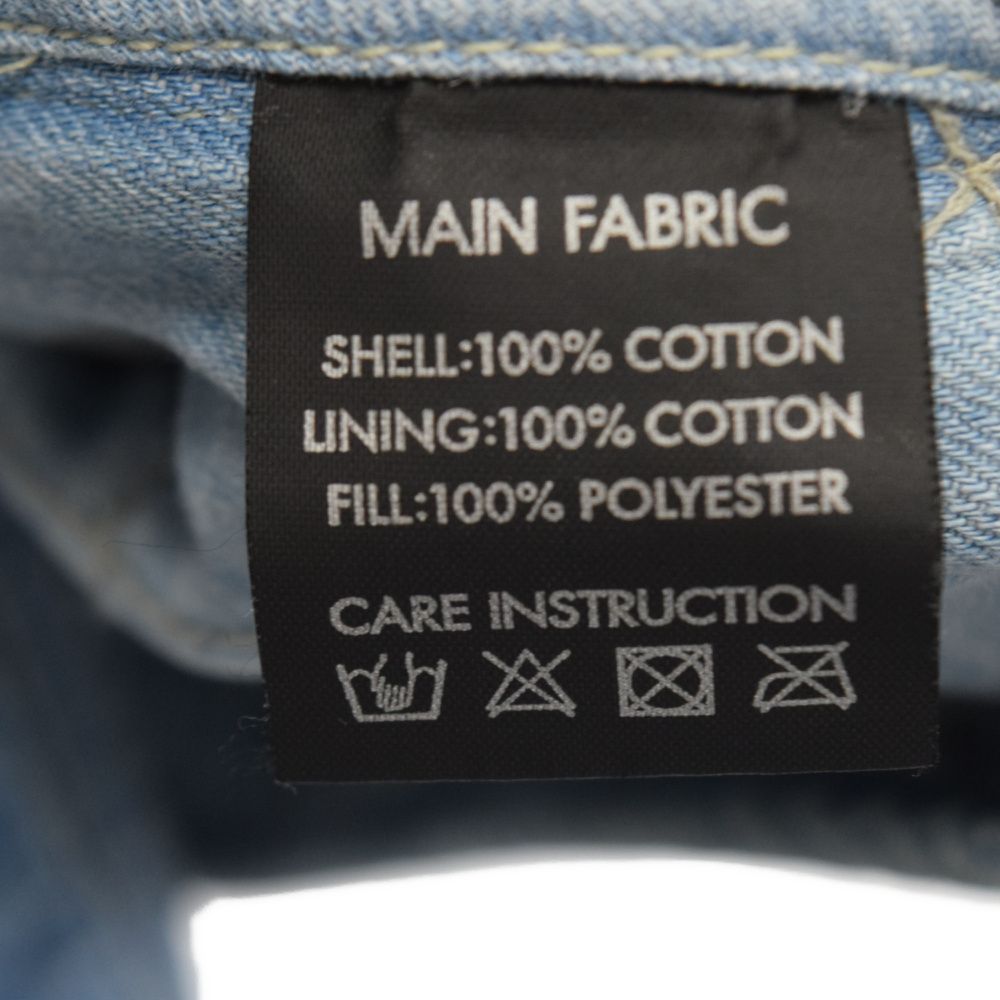 MAIN FABRIC
SHELL:100% COTTON
LINING:100% COTTON
FILL:100% POLYESTER
CARE INSTRUCTION